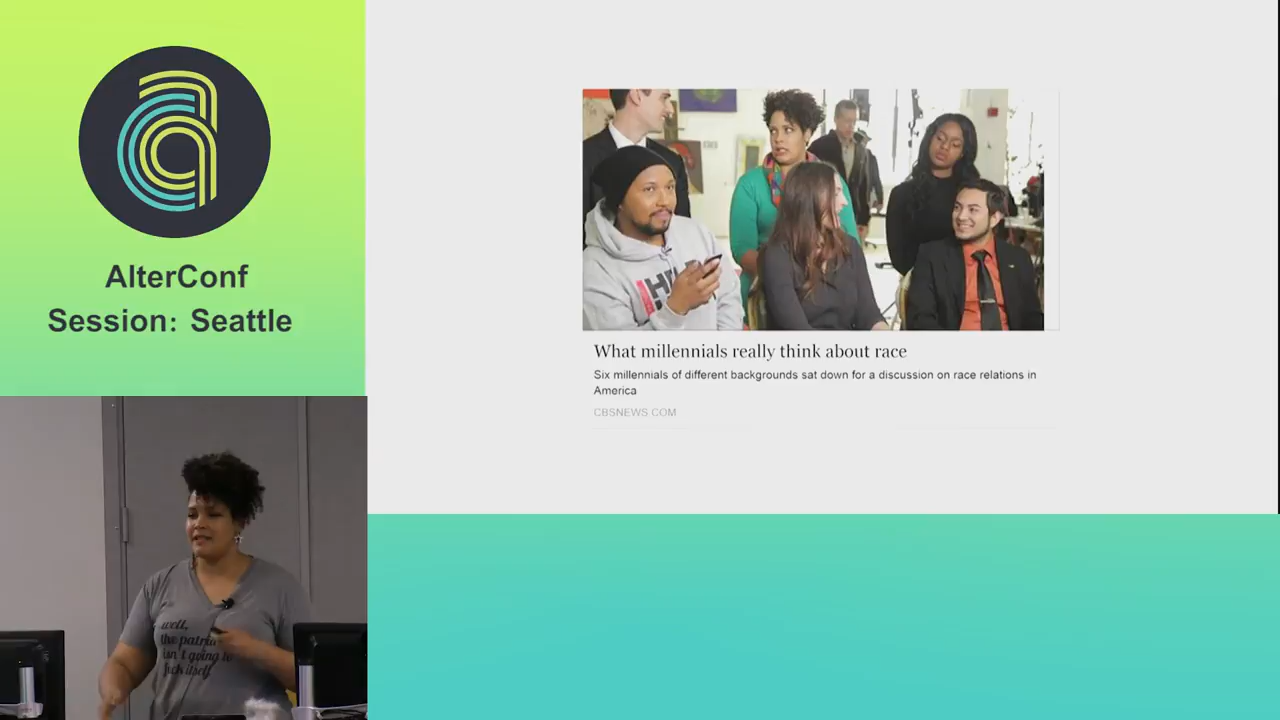 AlterConf
Session: Seattle
What millennials really think about race
Six millennials of different backgrounds sat down for a discussion on race relations in
America
CBSNEWS.COM
well,
the
isn't going to
fuck itself.